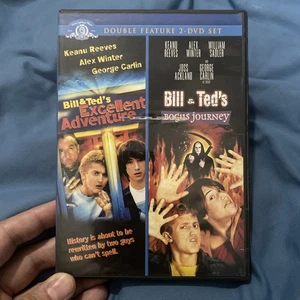 DOUBLE FEATURE 2-DVD SET
Keanu Reeves
Alex Winter
George Carlin
Bill & Ted's
Excellent
Adventure
History is about to be
rewritten by two guys
who can't spell.
KEANU REEVES
ALEX WINTER
WILLIAM SADLER
JOSS ACKLAND
AND GEORGE CARLIN
Bill & Ted's
BOGUS JOURNEY